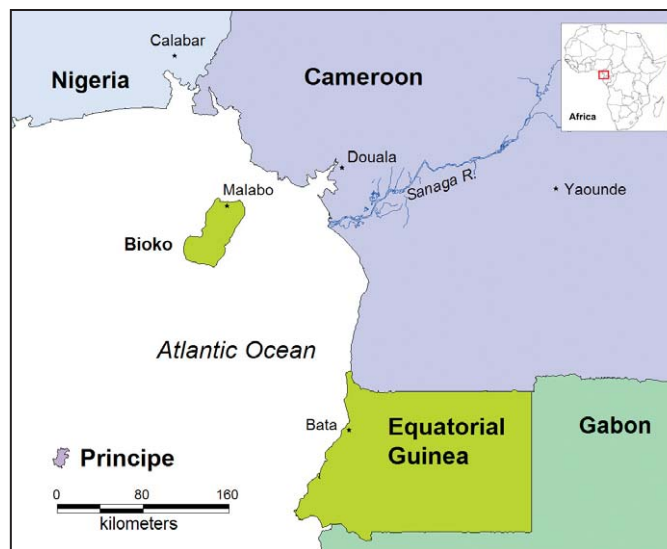 Calabar
Nigeria
Cameroon
Africa
Douala
Sanaga R.
Yaounde
Malabo
Bioko
Atlantic Ocean
Bata
Equatorial
Guinea
Gabon
Principe
0 80 160
kilometers